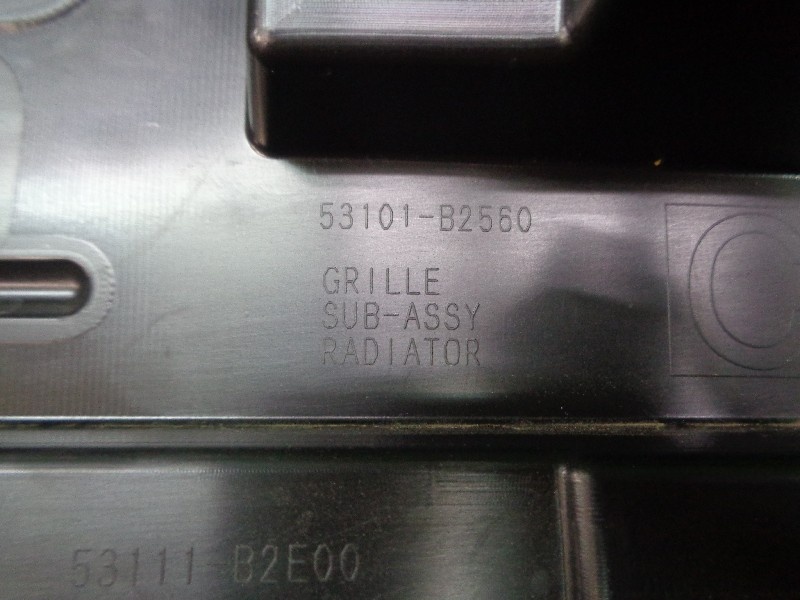 53101-B2560
GRILLE
SUB-ASSY
RADIATOR
53111-B2E00